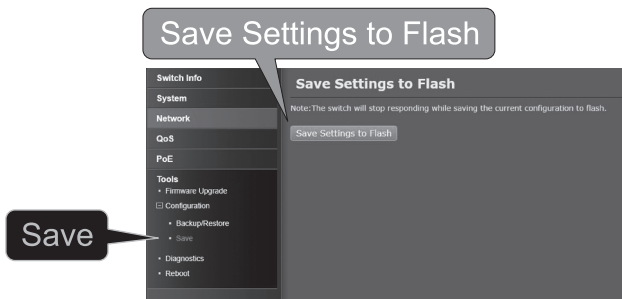 Save Settings to Flash
Switch Info
System
Network
QoS
PoE
Tools
Firmware Upgrade
Configuration
Backup/Restore
Save
Diagnostics
Reboot
Save Settings to Flash
Note:The switch will stop responding while saving the current configuration to flash.
Save Settings to Flash
Save